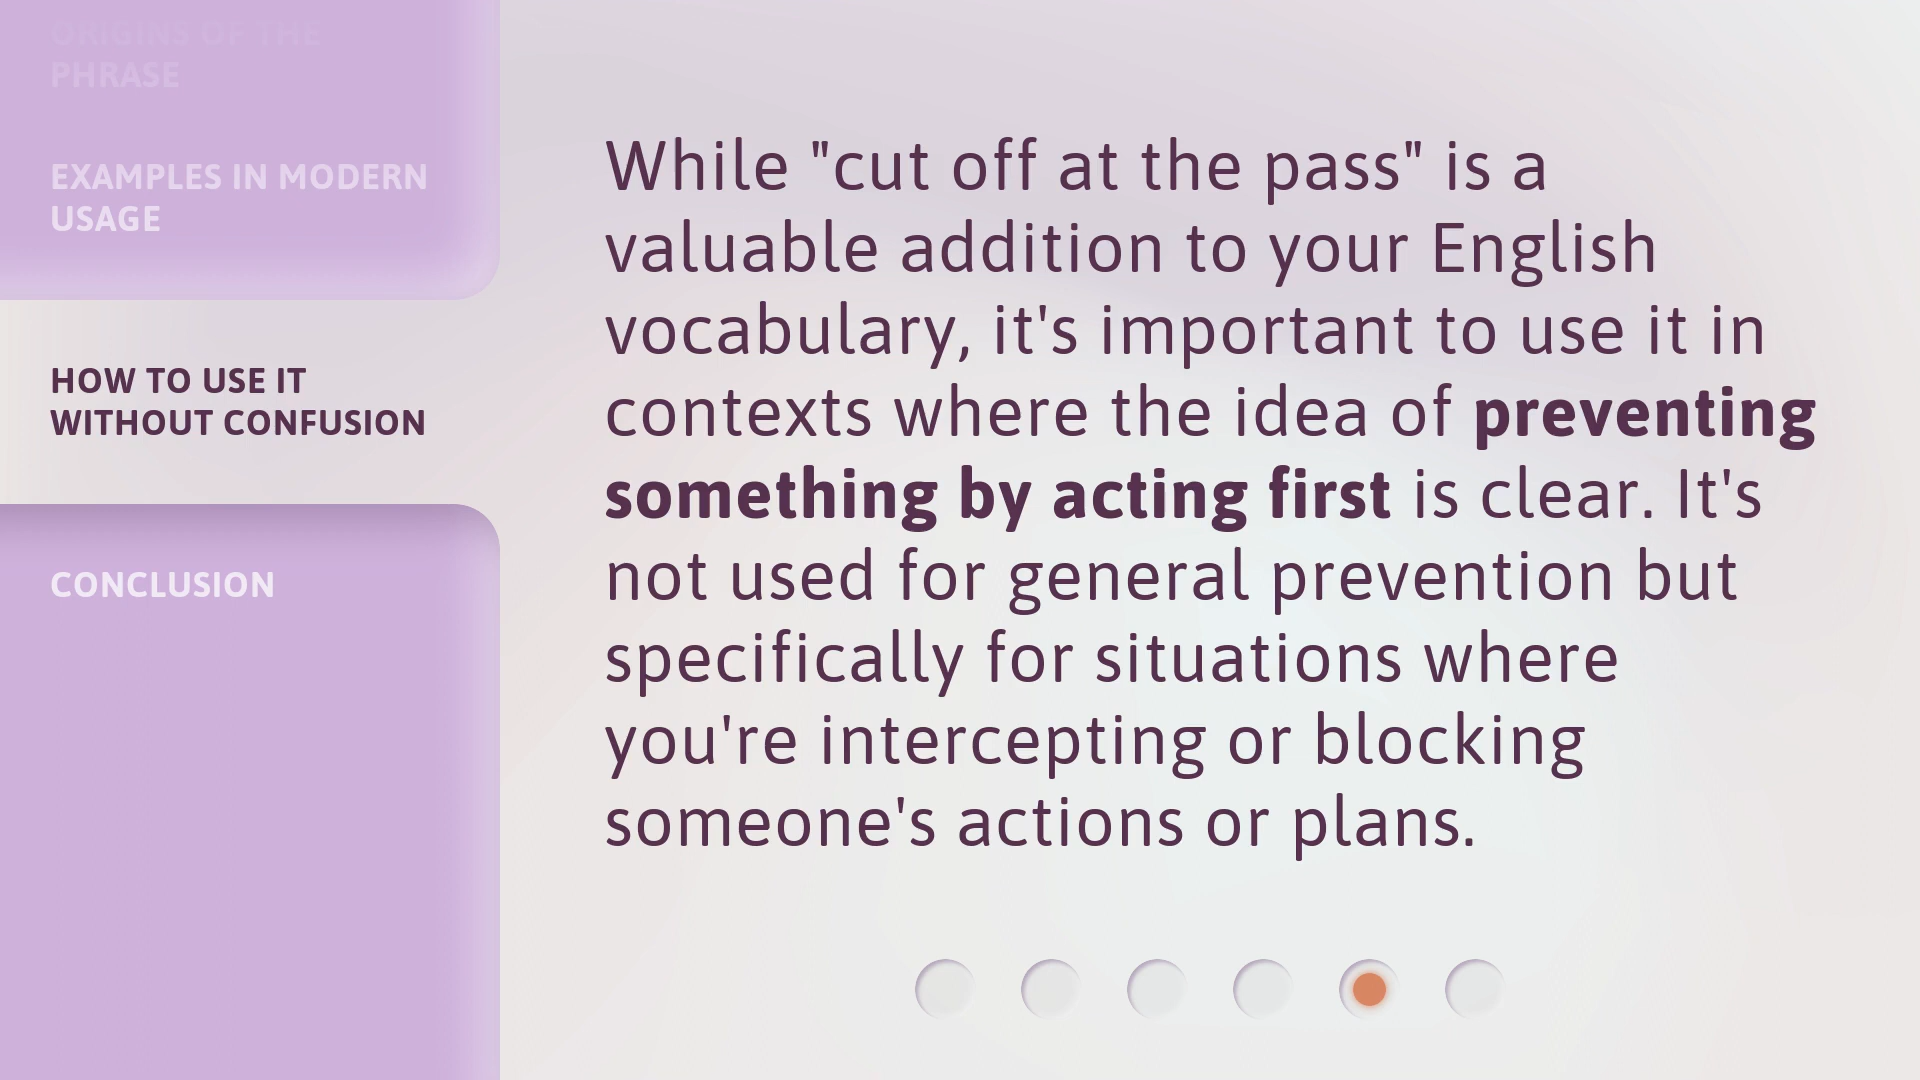 ORIGINS OF THE
PHRASE
EXAMPLES IN MODERN
USAGE
HOW TO USE IT
WITHOUT CONFUSION
CONCLUSION
While "cut off at the pass" is a
valuable addition to your English
vocabulary, it's important to use it in
contexts where the idea of preventing
something by acting first is clear. It's
not used for general prevention but
specifically for situations where
you're intercepting or blocking
someone's actions or plans.